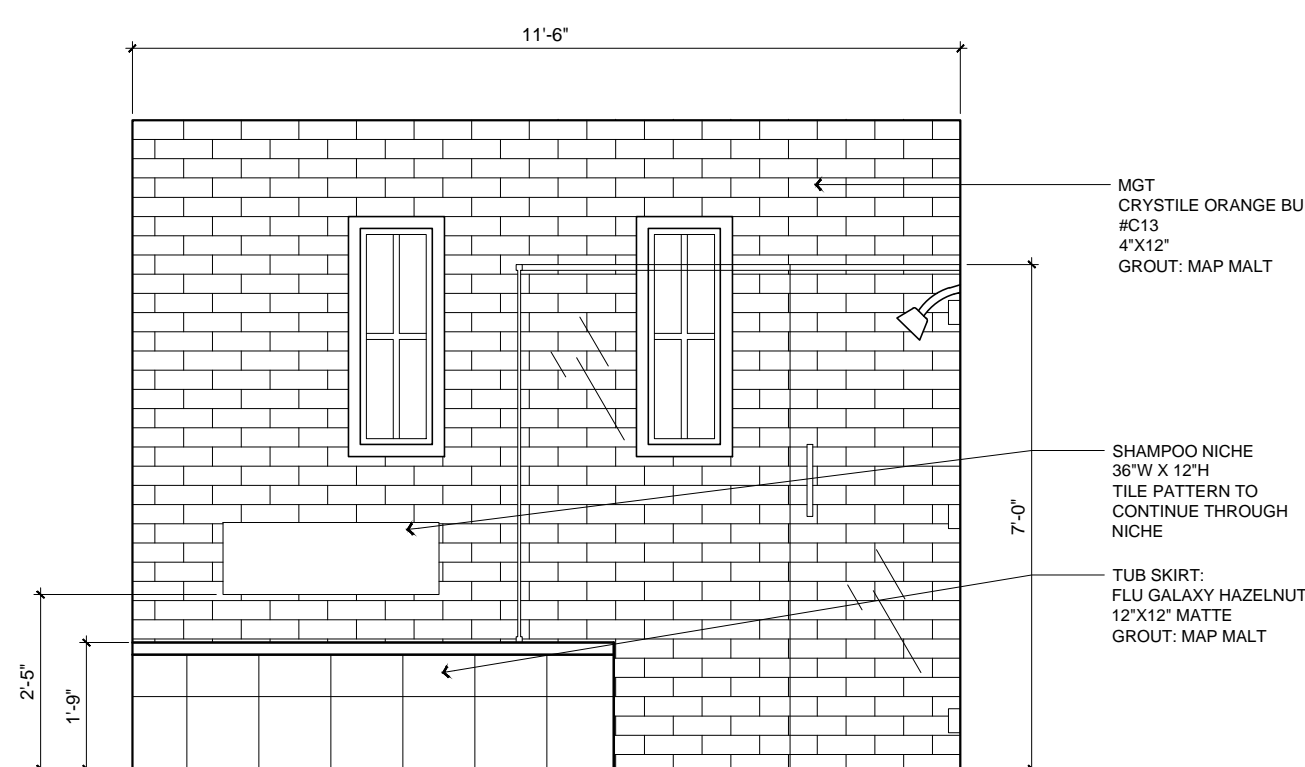 11'-6"
MGT
CRYSTILE ORANGE BU
#C13
4"X12"
GROUT: MAP MALT
SHAMPOO NICHE
36"W X 12"H
TILE PATTERN TO
CONTINUE THROUGH
NICHE
7'-0"
TUB SKIRT:
FLU GALAXY HAZELNUT
12"X12" MATTE
GROUT: MAP MALT
2'-5"
1'-9"